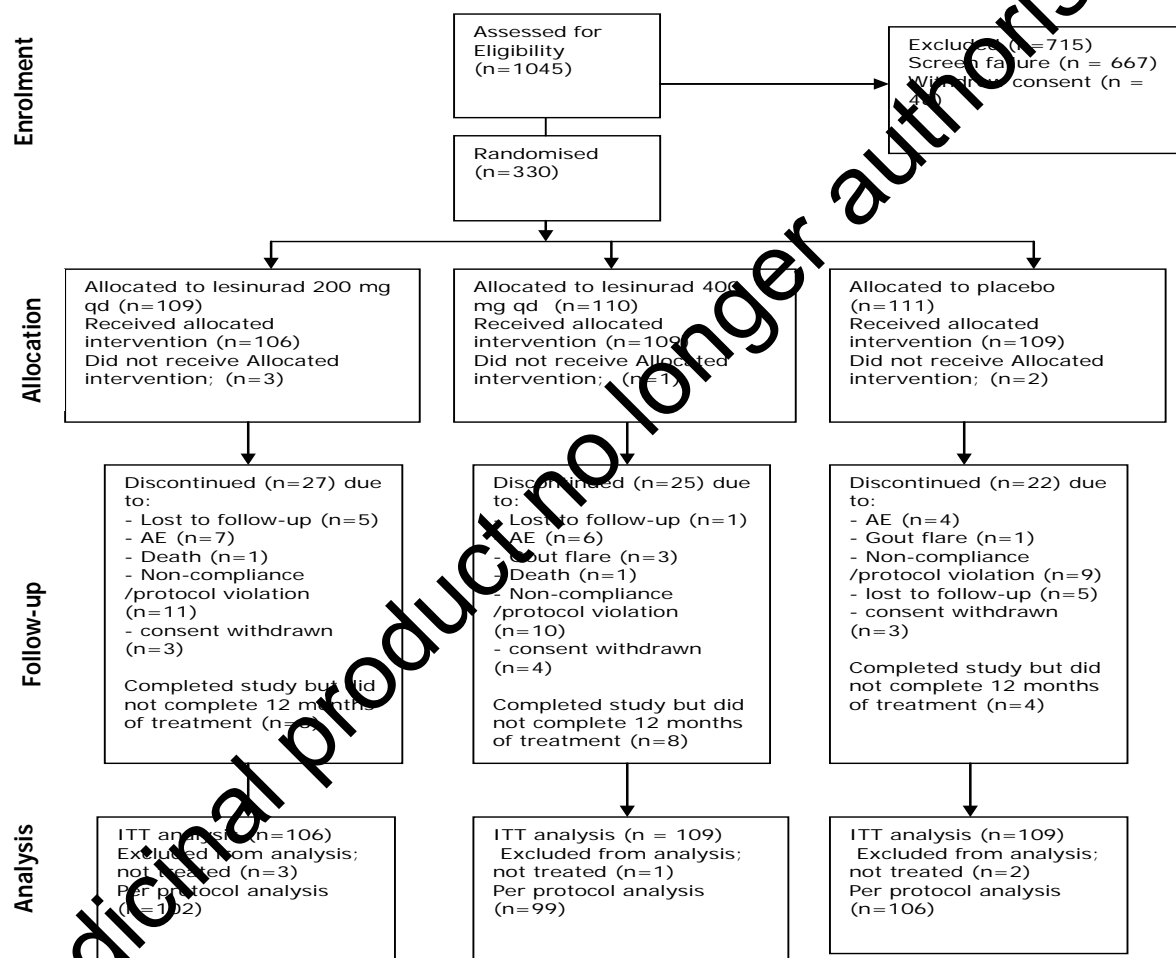 Enrolment
Assessed for
Eligibility
(n=1045)
Excluded (n=715)
Screen failure (n = 667)
Withdrew consent (n =
Randomised
(n=330)
Allocation
Allocated to lesinurad 200 mg
qd (n=109)
Received allocated
intervention (n=106)
Did not receive Allocated
intervention; (n=3)
Allocated to lesinurad 400
mg qd (n=110)
Received allocated
intervention (n=109)
Did not receive Allocated
intervention; (n=1)
Allocated to placebo
(n=111)
Received allocated
intervention (n=109)
Did not receive Allocated
intervention; (n=2)
Follow-up
Discontinued (n=27) due
to:
- Lost to follow-up (n=5)
- AE (n=7)
- Death (n=1)
- Non-compliance
/protocol violation
(n=11)
- consent withdrawn
(n=3)
Completed study but did
not complete 12 months
of treatment
Discontinued (n=25) due
to:
- Lost to follow-up (n=1)
- AE (n=6)
- Gout flare (n=3)
- Death (n=1)
- Non-compliance
/protocol violation
(n=10)
- consent withdrawn
(n=4)
Completed study but did
not complete 12 months
of treatment (n=8)
Discontinued (n=22) due
to:
- AE (n=4)
- Gout flare (n=1)
- Non-compliance
/protocol violation (n=9)
- lost to follow-up (n=5)
- consent withdrawn
(n=3)
Completed study but did
not complete 12 months
of treatment (n=4)
Analysis
ITT analysis (n=106)
Excluded from analysis;
not treated (n=3)
Per protocol analysis
(n=102)
ITT analysis (n = 109)
Excluded from analysis;
not treated (n=1)
Per protocol analysis
(n=99)
ITT analysis (n=109)
Excluded from analysis;
not treated (n=2)
Per protocol analysis
(n=106)
dicinal product no longer authoris